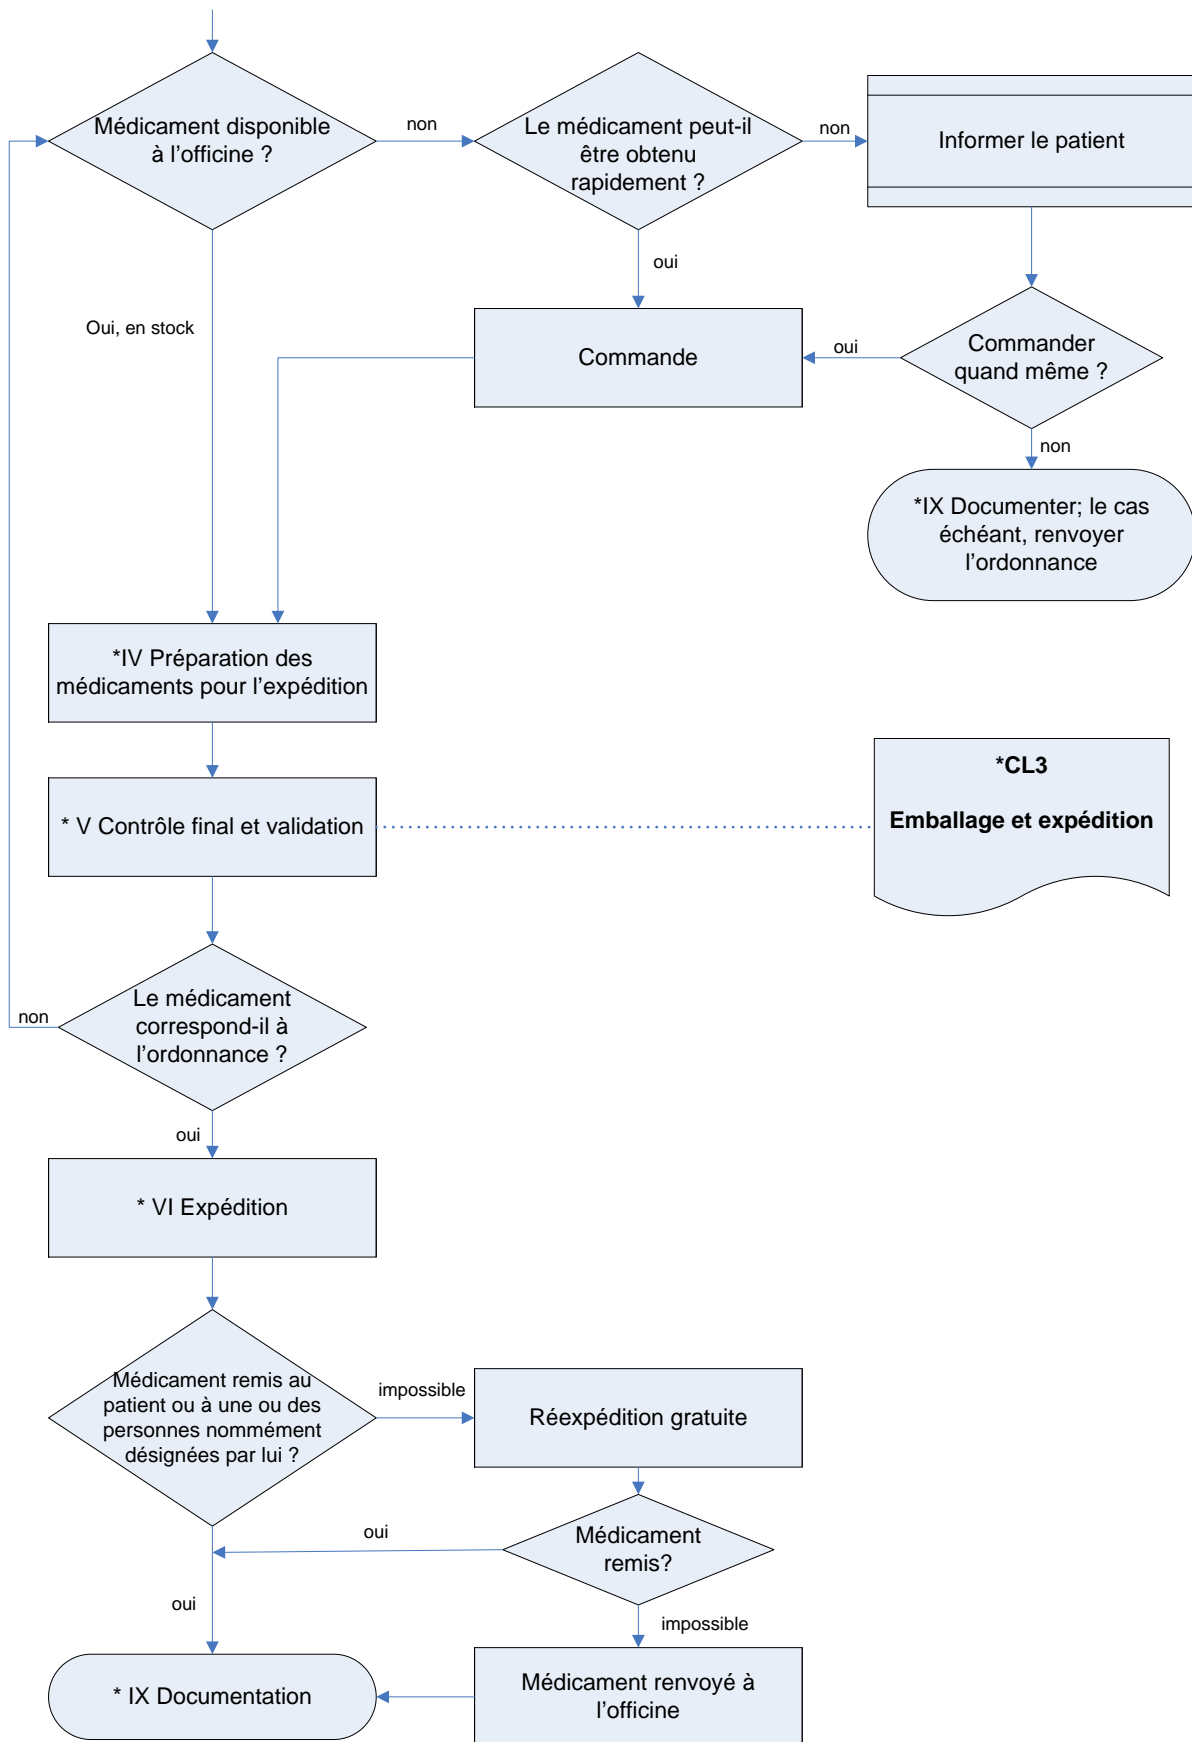 Médicament disponible
à l'officine ?
non
Le médicament peut-il
être obtenu
rapidement ?
non
Informer le patient
oui
Oui, en stock
Commande
oui
Commander
quand même ?
non
*IX Documenter; le cas
échéant, renvoyer
l'ordonnance
*IV Préparation des
médicaments pour l'expédition
* V Contrôle final et validation
*CL3
Emballage et expédition
Le médicament
correspond-il à
l'ordonnance ?
non
oui
* VI Expédition
Médicament remis au
patient ou à une ou des
personnes nommément
désignées par lui ?
impossible
Réexpédition gratuite
oui
Médicament
remis?
oui
impossible
* IX Documentation
Médicament renvoyé à
l'officine